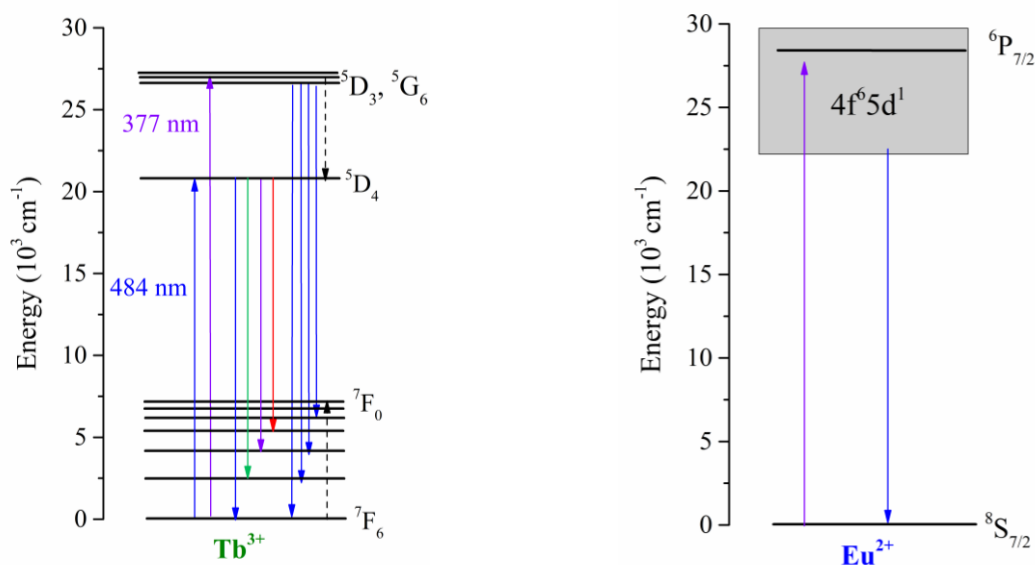 30
25
20
15
10
5
0
Energy (10³ cm⁻¹)
⁵D₃, ⁵G₆
377 nm
⁵D₄
484 nm
⁷F₀
⁷F₆
Tb³⁺
30
25
20
15
10
5
0
Energy (10³ cm⁻¹)
⁶P₇/₂
4f⁶5d¹
⁸S₇/₂
Eu²⁺